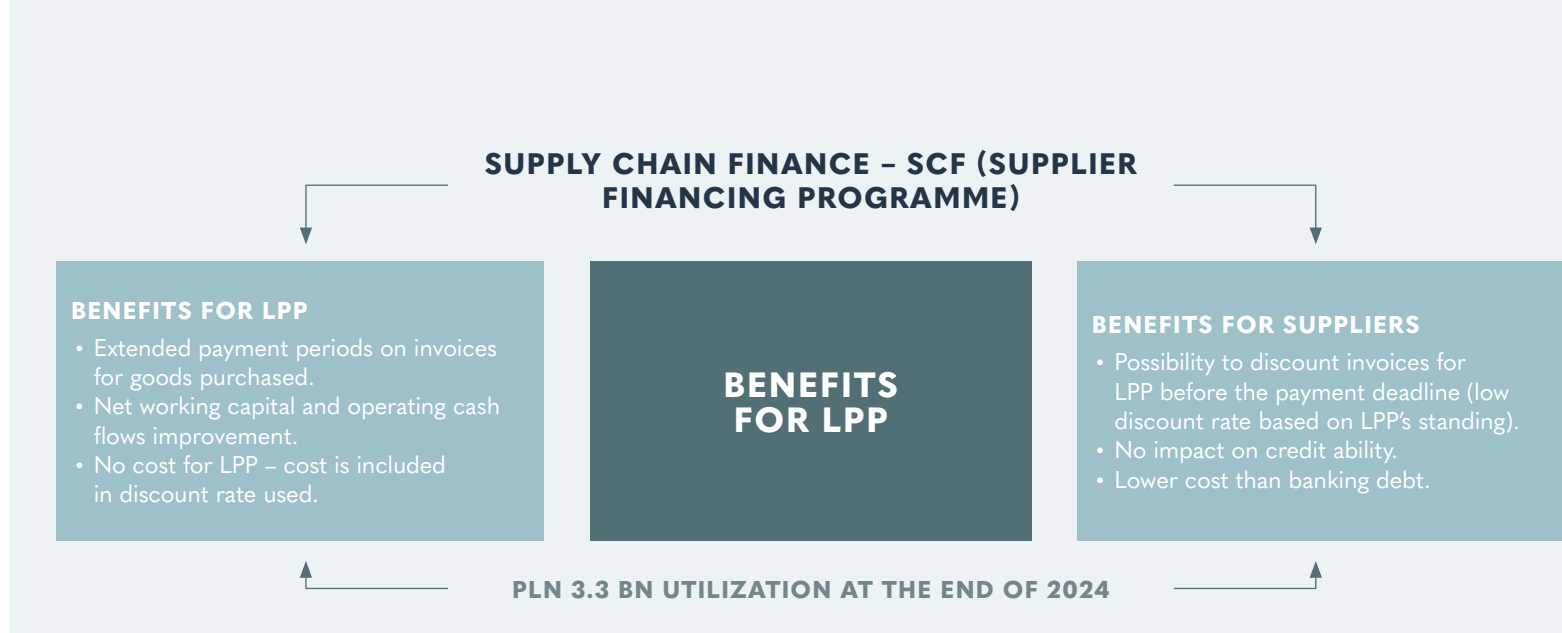 SUPPLY CHAIN FINANCE – SCF (SUPPLIER
FINANCING PROGRAMME)
BENEFITS FOR LPP
• Extended payment periods on invoices
for goods purchased.
• Net working capital and operating cash
flows improvement.
• No cost for LPP – cost is included
in discount rate used.
BENEFITS
FOR LPP
BENEFITS FOR SUPPLIERS
• Possibility to discount invoices for
LPP before the payment deadline (low
discount rate based on LPP’s standing).
• No impact on credit ability.
• Lower cost than banking debt.
PLN 3.3 BN UTILIZATION AT THE END OF 2024